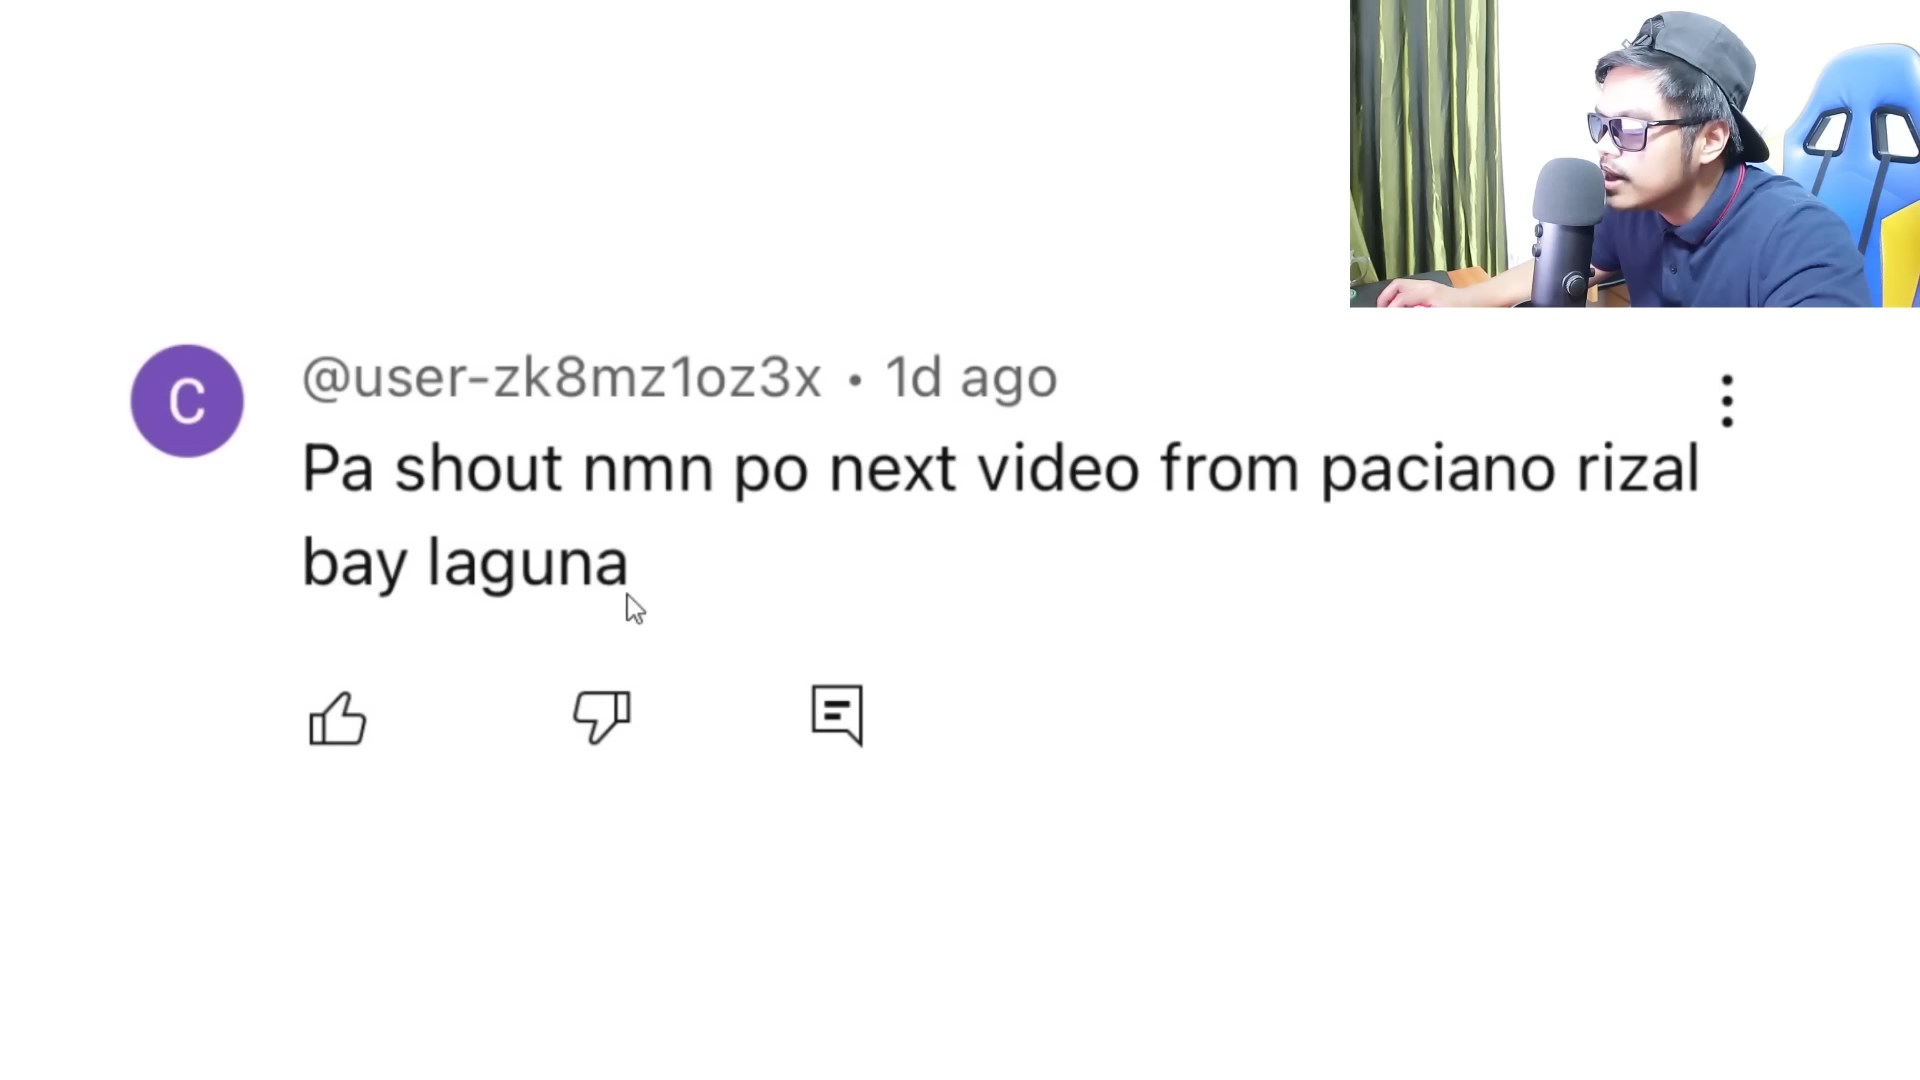 C
@user-zk8mz1oz3x • 1d ago
Pa shout nmn po next video from paciano rizal
bay laguna